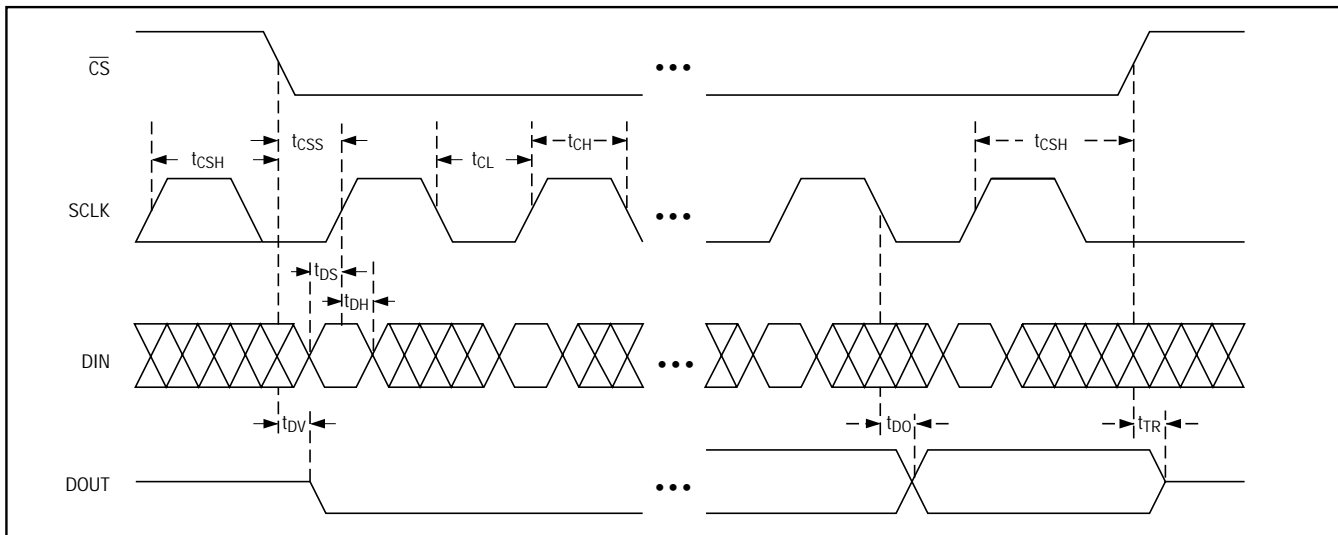 CS
•••
tCSH
tCSS
tCL
tCH
tCSH
SCLK
•••
tDS
tDH
DIN
•••
tDV
tDO
tTR
DOUT
•••